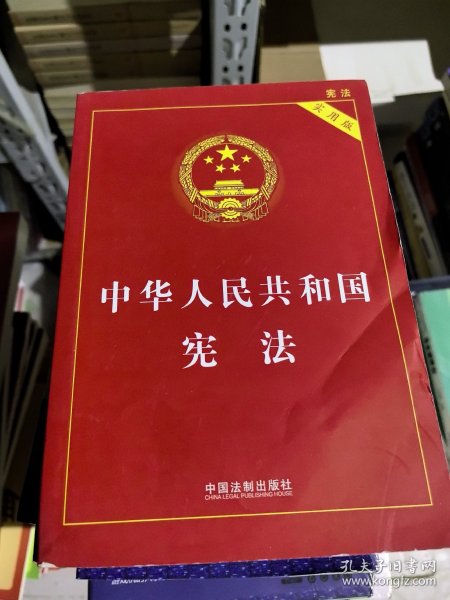 宪法
实用版
中华人民共和国
宪法
中国法制出版社
CHINA LEGAL PUBLISHING HOUSE
孔夫子旧书网
www.kongfz.com